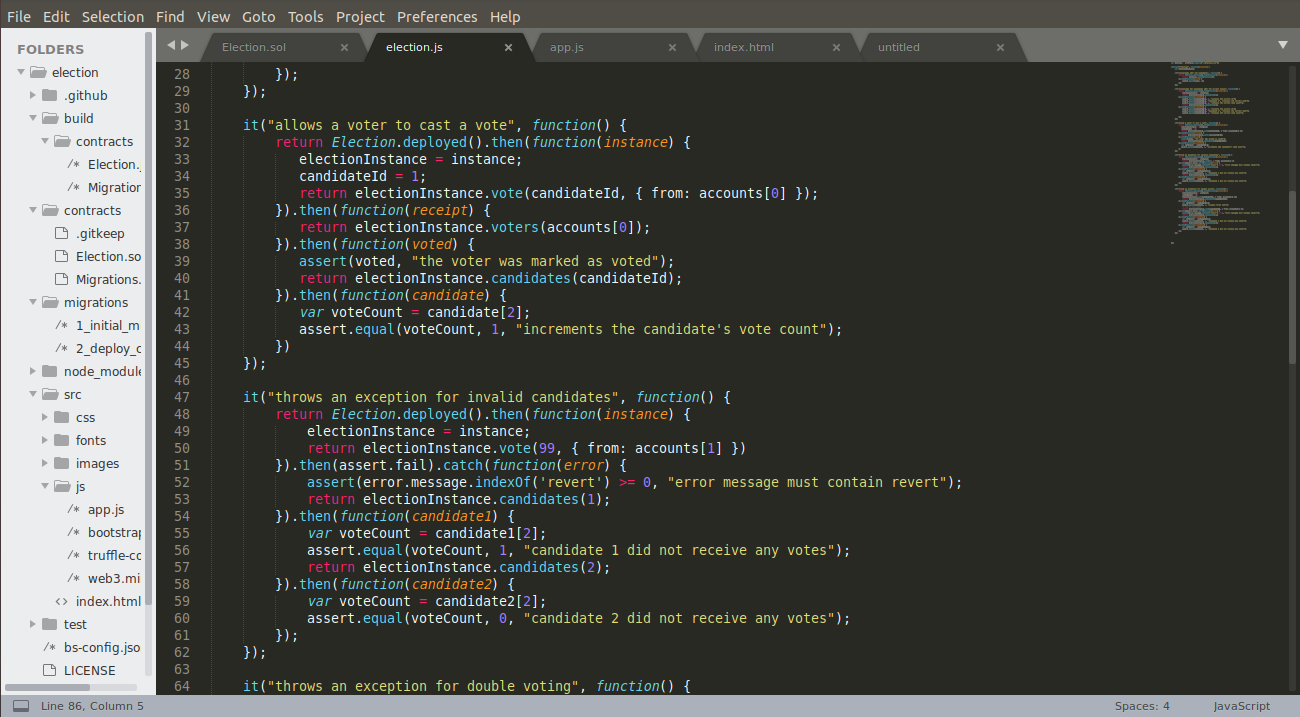 File Edit Selection Find View Goto Tools Project Preferences Help
FOLDERS
election
.github
build
contracts
Election.
Migration
contracts
.gitkeep
Election.so
Migrations.
migrations
1_initial_m
2_deploy_c
node_module
src
css
fonts
images
js
app.js
bootstrap
truffle-co
web3.mi
index.html
test
bs-config.jso
LICENSE
Election.sol × election.js × app.js × index.html × untitled ×
28 });
29 });
30
31 it("allows a voter to cast a vote", function() {
32 return Election.deployed().then(function(instance) {
33 electionInstance = instance;
34 candidateId = 1;
35 return electionInstance.vote(candidateId, { from: accounts[0] });
36 }).then(function(receipt) {
37 return electionInstance.voters(accounts[0]);
38 }).then(function(voted) {
39 assert(voted, "the voter was marked as voted");
40 return electionInstance.candidates(candidateId);
41 }).then(function(candidate) {
42 var voteCount = candidate[2];
43 assert.equal(voteCount, 1, "increments the candidate's vote count");
44 })
45 });
46
47 it("throws an exception for invalid candidates", function() {
48 return Election.deployed().then(function(instance) {
49 electionInstance = instance;
50 return electionInstance.vote(99, { from: accounts[1] })
51 }).then(assert.fail).catch(function(error) {
52 assert(error.message.indexOf('revert') >= 0, "error message must contain revert");
53 return electionInstance.candidates(1);
54 }).then(function(candidate1) {
55 var voteCount = candidate1[2];
56 assert.equal(voteCount, 1, "candidate 1 did not receive any votes");
57 return electionInstance.candidates(2);
58 }).then(function(candidate2) {
59 var voteCount = candidate2[2];
60 assert.equal(voteCount, 0, "candidate 2 did not receive any votes");
61 });
62 });
63
64 it("throws an exception for double voting", function() {
Line 86, Column 5 Spaces: 4 JavaScript